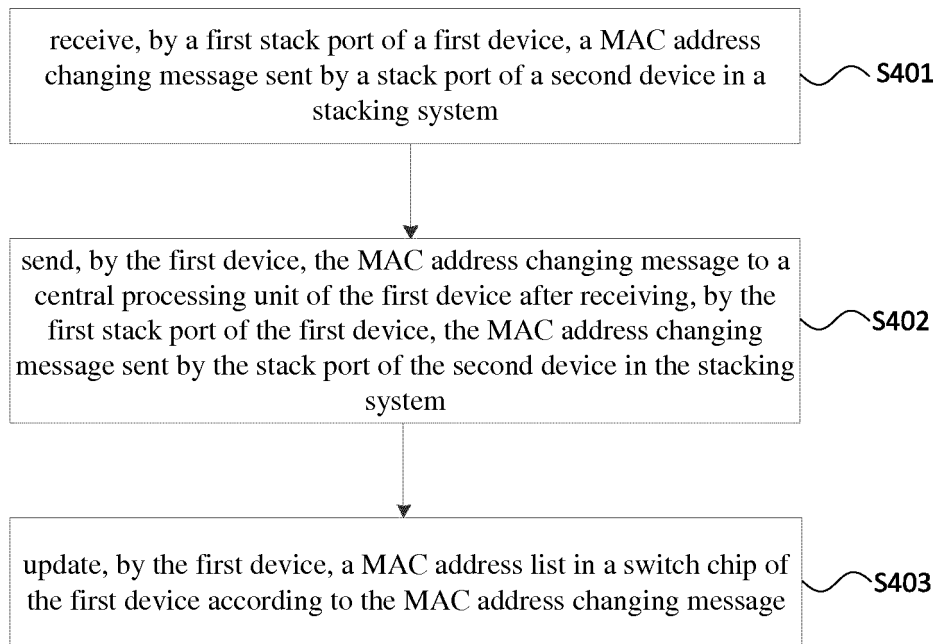 receive, by a first stack port of a first device, a MAC address
changing message sent by a stack port of a second device in a
stacking system
S401
send, by the first device, the MAC address changing message to a
central processing unit of the first device after receiving, by the
first stack port of the first device, the MAC address changing
message sent by the stack port of the second device in the stacking
system
S402
update, by the first device, a MAC address list in a switch chip of
the first device according to the MAC address changing message
S403